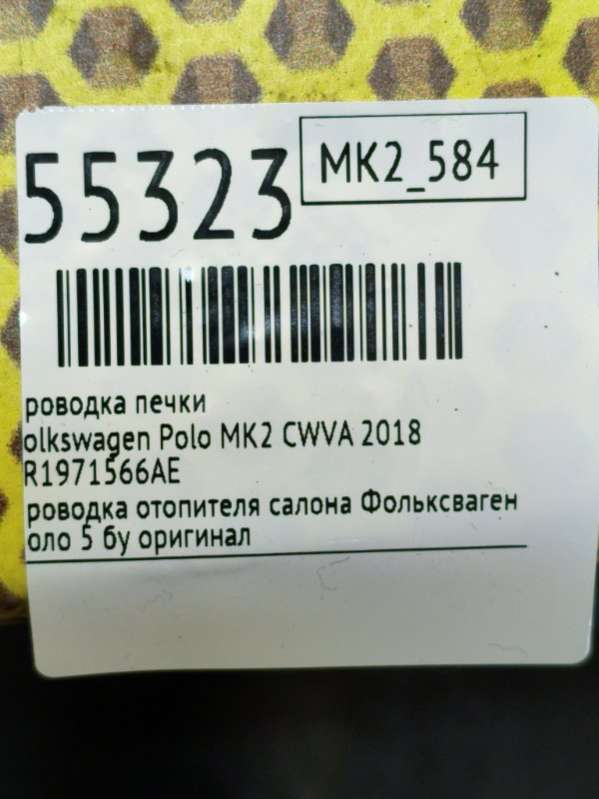 55323
MK2_584
роводка печки
olkswagen Polo MK2 CWVA 2018
R1971566AE
роводка отопителя салона Фольксваген
оло 5 бу оригинал